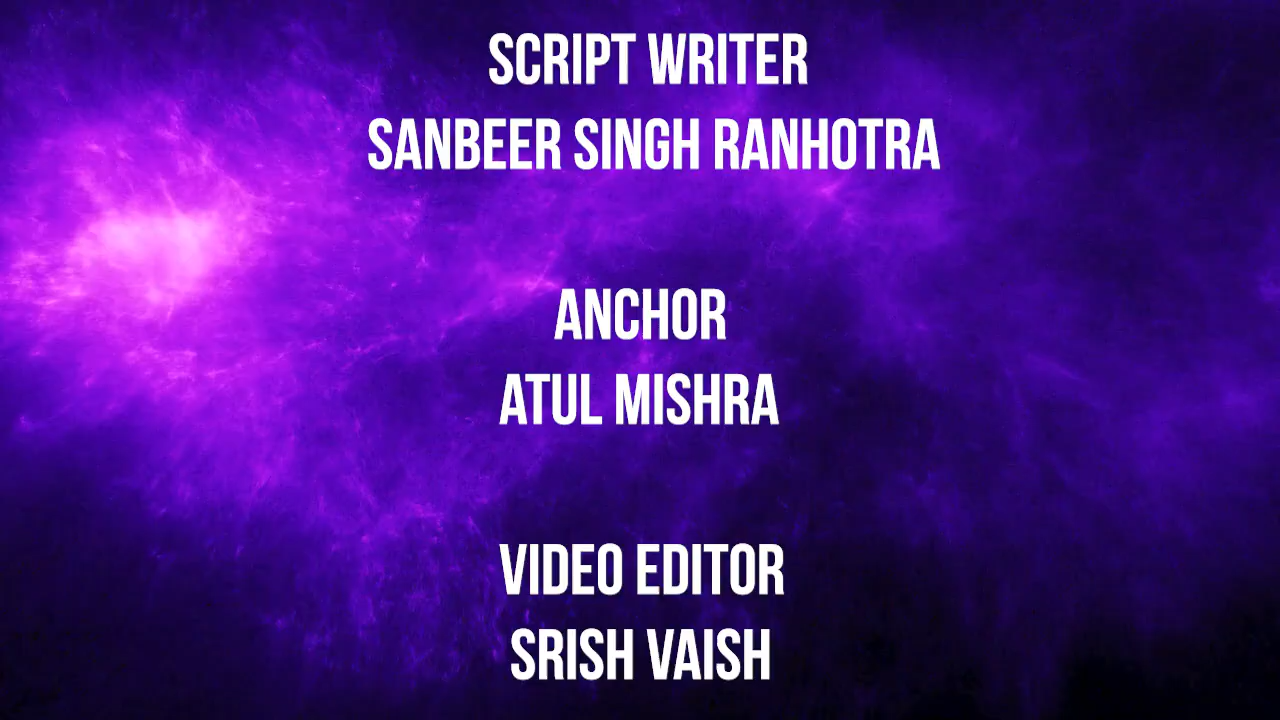 SCRIPT WRITER
SANBEER SINGH RANHOTRA
ANCHOR
ATUL MISHRA
VIDEO EDITOR
SRISH VAISH